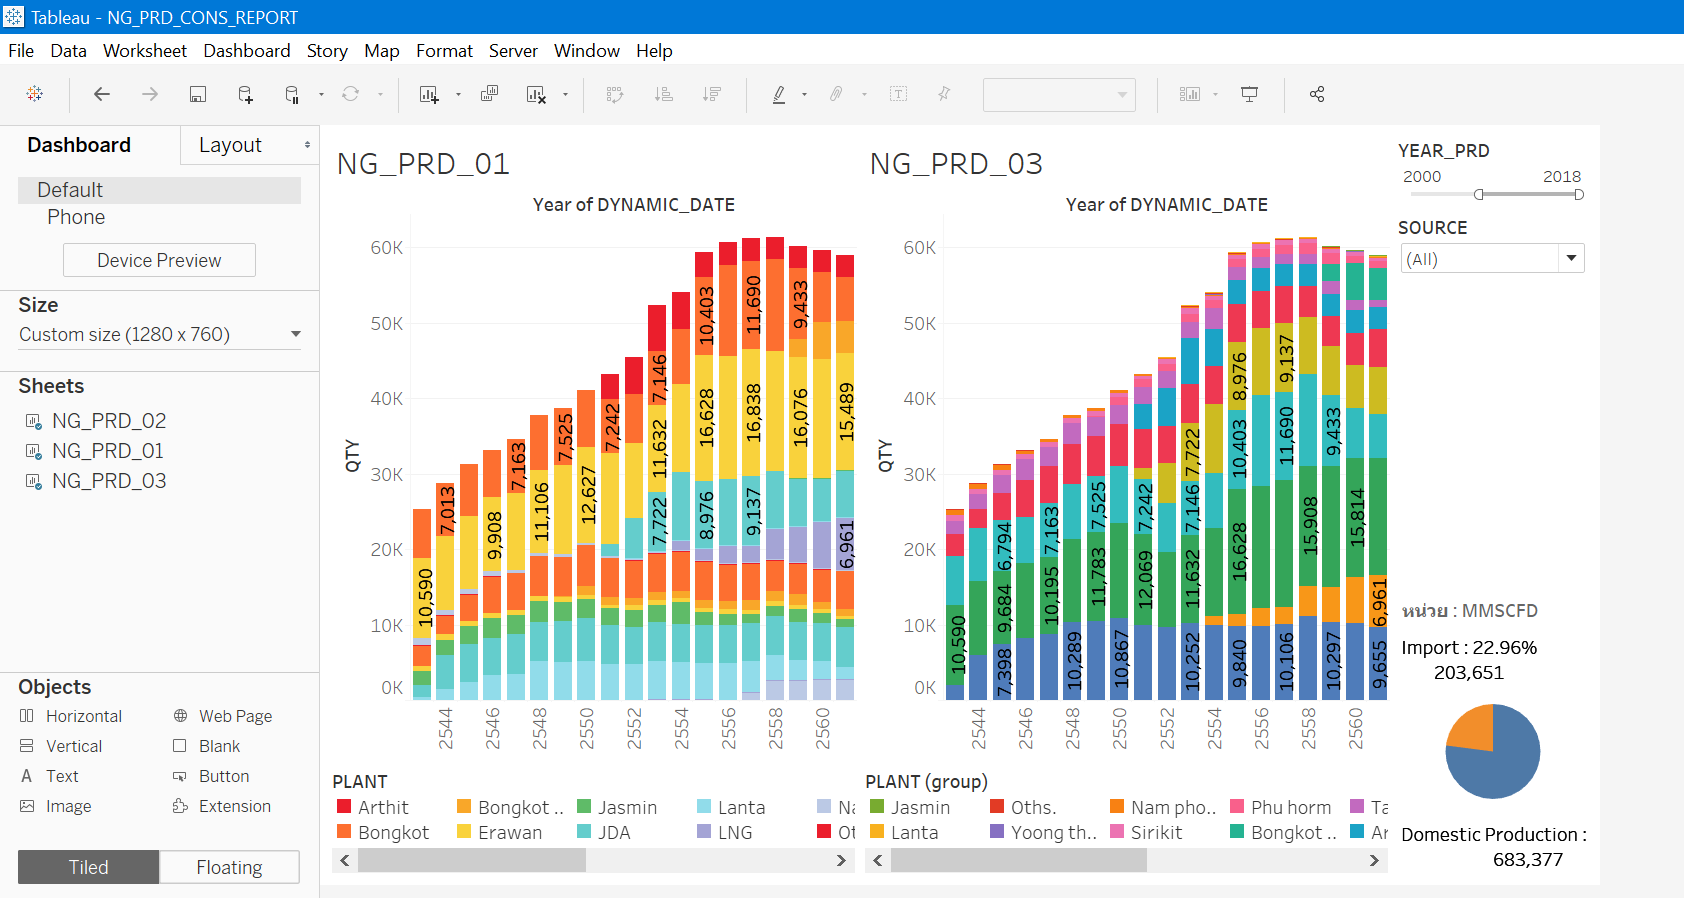 Tableau - NG_PRD_CONS_REPORT
File Data Worksheet Dashboard Story Map Format Server Window Help
Dashboard Layout
Default
Phone
Device Preview
Size
Custom size (1280 x 760)
Sheets
NG_PRD_02
NG_PRD_01
NG_PRD_03
Objects
Horizontal Web Page
Vertical Blank
Text Button
Image Extension
Tiled Floating
NG_PRD_01
Year of DYNAMIC_DATE
QTY
60K
50K
40K
30K
20K
10K
0K
10,590
7,013
9,908
7,163
11,106
7,525
12,627
7,242
7,146
11,632
7,722
10,403
16,628
8,976
11,690
16,838
9,137
9,433
16,076
15,489
6,961
2544 2546 2548 2550 2552 2554 2556 2558 2560
PLANT
Arthit Bongkot .. Jasmin Lanta Na
Bongkot Erawan JDA LNG Ot
NG_PRD_03
Year of DYNAMIC_DATE
QTY
60K
50K
40K
30K
20K
10K
0K
10,590
6,794
9,684
7,398
7,163
10,195
10,289
7,525
11,783
10,867
7,242
12,069
7,722
7,146
11,632
10,252
8,976
10,403
16,628
9,840
9,137
11,690
10,106
15,908
9,433
10,297
15,814
6,961
9,655
2544 2546 2548 2550 2552 2554 2556 2558 2560
PLANT (group)
Jasmin Oths. Nam pho.. Phu horm Ta
Lanta Yoong th.. Sirikit Bongkot .. Ar
YEAR_PRD
2000 2018
SOURCE
(All)
หน่วย : MMSCFD
Import : 22.96%
203,651
Domestic Production :
683,377